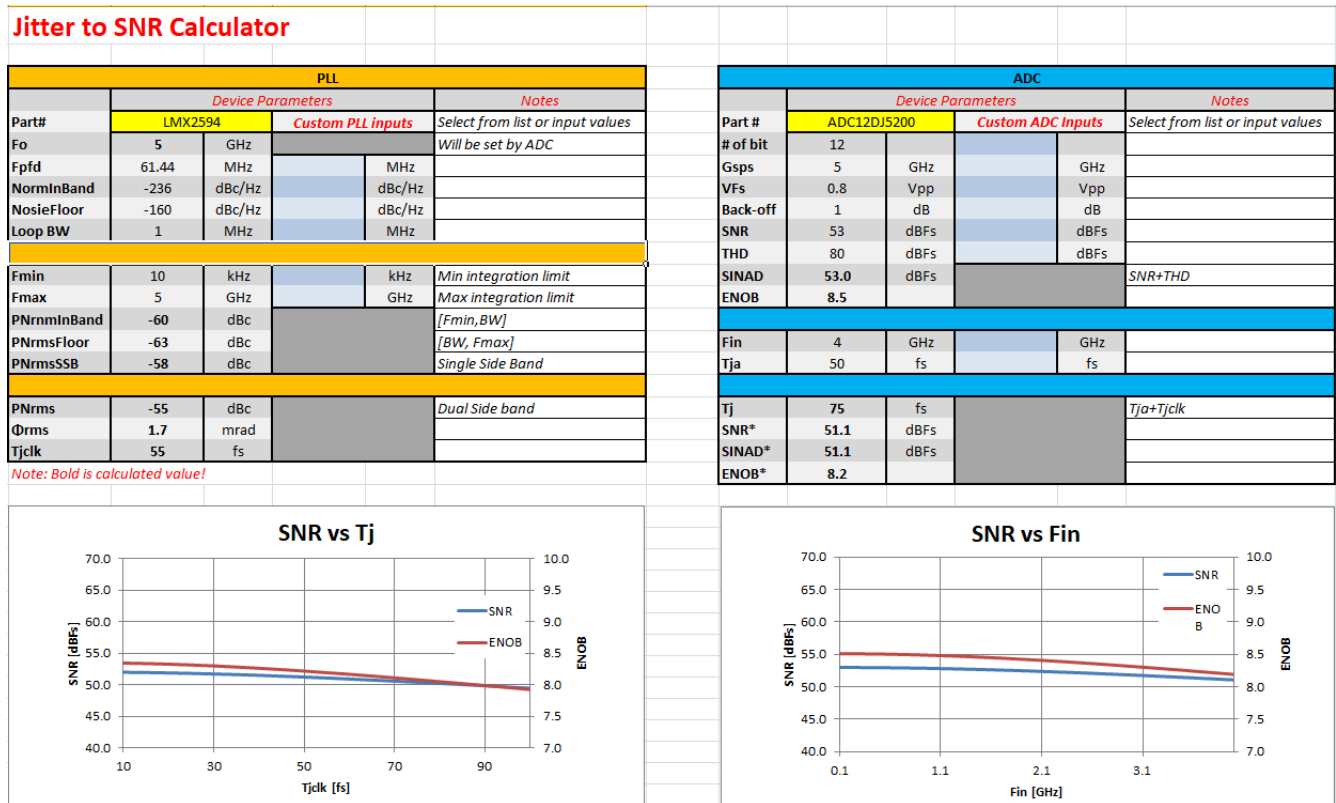 Jitter to SNR Calculator
PLL
Device Parameters Notes
Part# LMX2594 Custom PLL inputs Select from list or input values
Fo 5 GHz Will be set by ADC
Fpfd 61.44 MHz MHz
NormInBand -236 dBc/Hz dBc/Hz
NosieFloor -160 dBc/Hz dBc/Hz
Loop BW 1 MHz MHz
Fmin 10 kHz kHz Min integration limit
Fmax 5 GHz GHz Max integration limit
PNrnmInBand -60 dBc [Fmin,BW]
PNrmsFloor -63 dBc [BW, Fmax]
PNrmsSSB -58 dBc Single Side Band
PNrms -55 dBc Dual Side band
Φrms 1.7 mrad
Tjclk 55 fs
Note: Bold is calculated value!
ADC
Device Parameters Notes
Part # ADC12DJ5200 Custom ADC Inputs Select from list or input values
# of bit 12
Gsps 5 GHz GHz
VFs 0.8 Vpp Vpp
Back-off 1 dB dB
SNR 53 dBFs dBFs
THD 80 dBFs dBFs
SINAD 53.0 dBFs SNR+THD
ENOB 8.5
Fin 4 GHz GHz
Tja 50 fs fs
Tj 75 fs Tja+Tjclk
SNR* 51.1 dBFs
SINAD* 51.1 dBFs
ENOB* 8.2
SNR vs Tj
70.0 10.0
65.0 9.5
60.0 9.0
55.0 8.5
50.0 8.0
45.0 7.5
40.0 7.0
SNR [dBFs]
ENOB
SNR
ENOB
10 30 50 70 90
Tjclk [fs]
SNR vs Fin
70.0 10.0
65.0 9.5
60.0 9.0
55.0 8.5
50.0 8.0
45.0 7.5
40.0 7.0
SNR [dBFs]
ENOB
SNR
ENO
B
0.1 1.1 2.1 3.1
Fin [GHz]